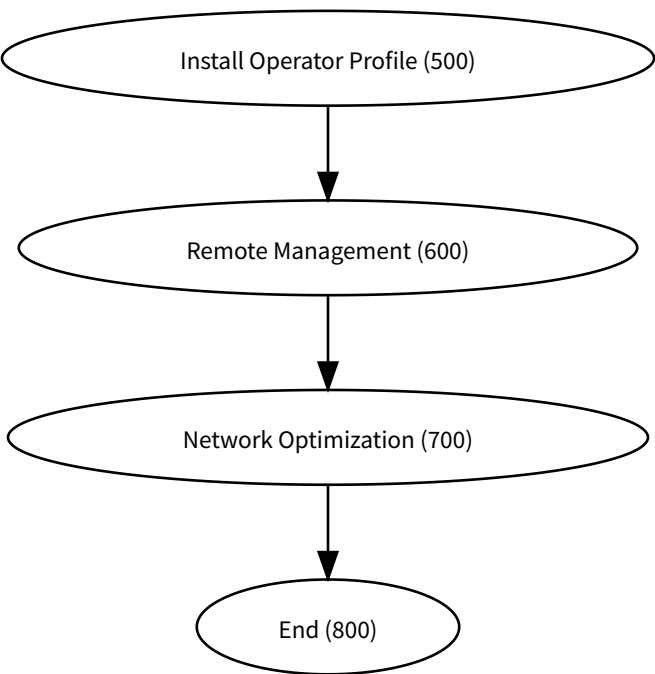 Install Operator Profile (500)
Remote Management (600)
Network Optimization (700)
End (800)